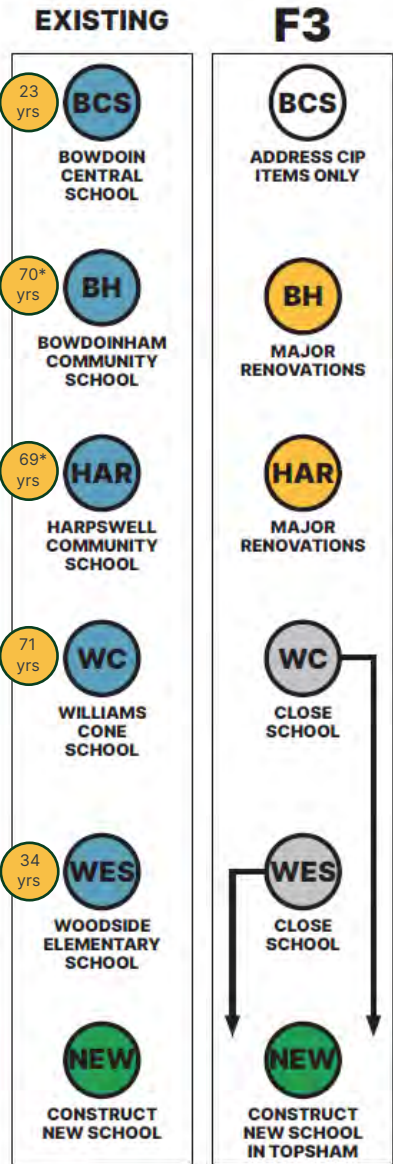 EXISTING
F3
23
yrs
BCS
BOWDOIN
CENTRAL
SCHOOL
BCS
ADDRESS CIP
ITEMS ONLY
70*
yrs
BH
BOWDOINHAM
COMMUNITY
SCHOOL
BH
MAJOR
RENOVATIONS
69*
yrs
HAR
HARPSWELL
COMMUNITY
SCHOOL
HAR
MAJOR
RENOVATIONS
71
yrs
WC
WILLIAMS
CONE
SCHOOL
WC
CLOSE
SCHOOL
34
yrs
WES
WOODSIDE
ELEMENTARY
SCHOOL
WES
CLOSE
SCHOOL
NEW
CONSTRUCT
NEW SCHOOL
NEW
CONSTRUCT
NEW SCHOOL
IN TOPSHAM